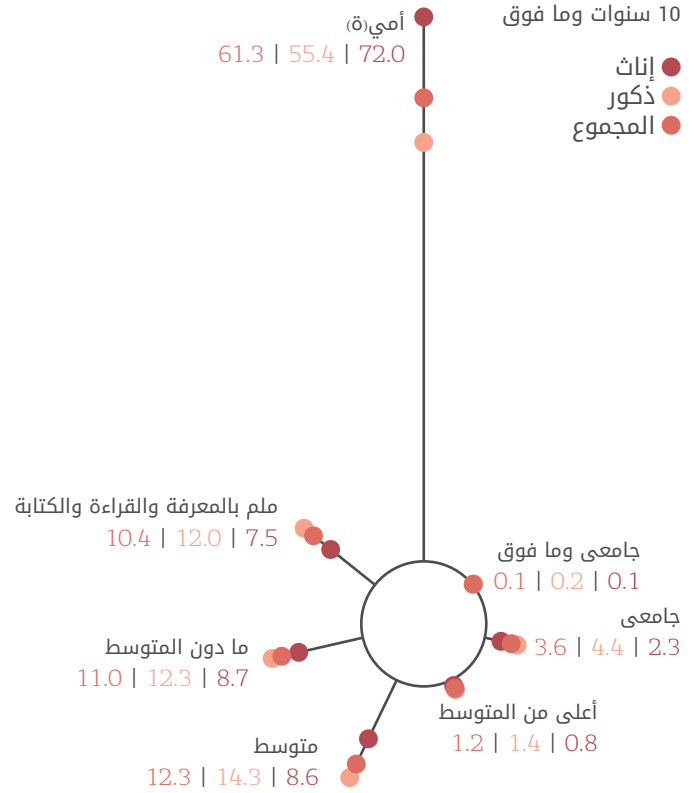 10 سنوات وما فوق
إناث
ذكور
المجموع
أمي(ة)
61.3 | 55.4 | 72.0
ملم بالمعرفة والقراءة والكتابة
10.4 | 12.0 | 7.5
جامعى وما فوق
0.1 | 0.2 | 0.1
جامعى
3.6 | 4.4 | 2.3
ما دون المتوسط
11.0 | 12.3 | 8.7
أعلى من المتوسط
1.2 | 1.4 | 0.8
متوسط
12.3 | 14.3 | 8.6